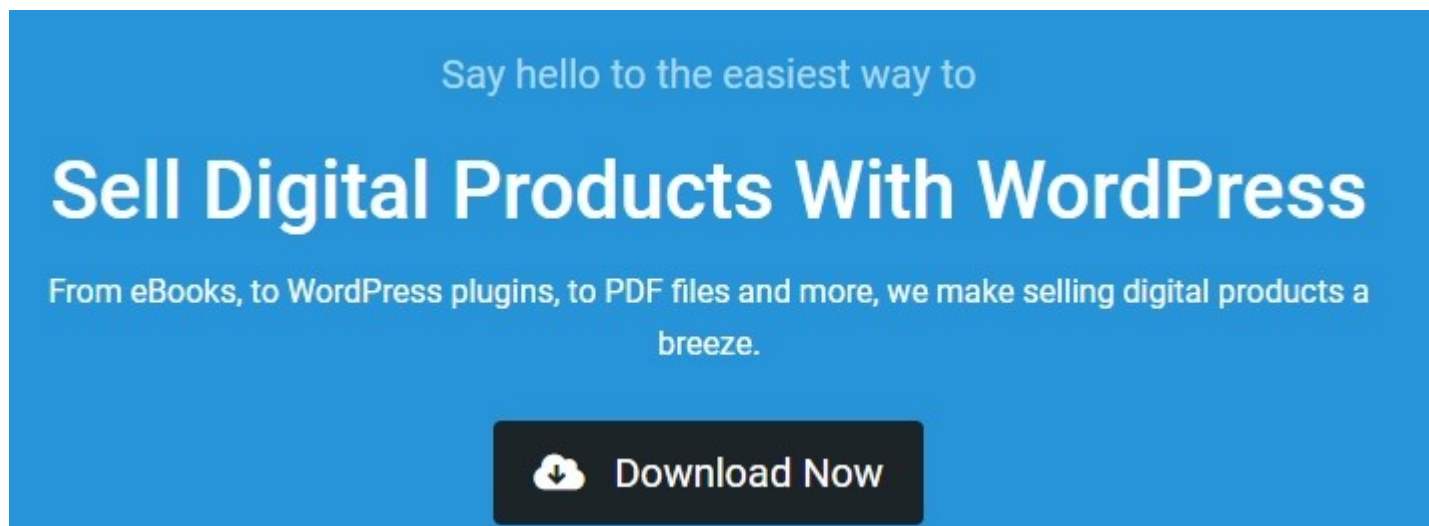 Say hello to the easiest way to
Sell Digital Products With WordPress
From eBooks, to WordPress plugins, to PDF files and more, we make selling digital products a
breeze.
Download Now